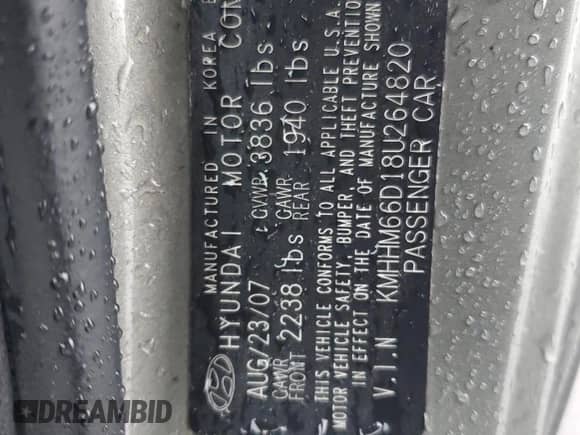 MANUFACTURED IN KOREA
HYUNDAI MOTOR
AUG/23/07 GVWR 3836 lbs
GAWR FRONT 2238 lbs GAWR REAR 1940 lbs
THIS VEHICLE CONFORMS TO ALL APPLICABLE U.S.A.
MOTOR VEHICLE SAFETY, BUMPER, AND THEFT PREVENTIO
IN EFFECT ON THE DATE OF MANUFACTURE SHOWN
V.I.N KMHHM66D18U264820
PASSENGER CAR
DREAMBID